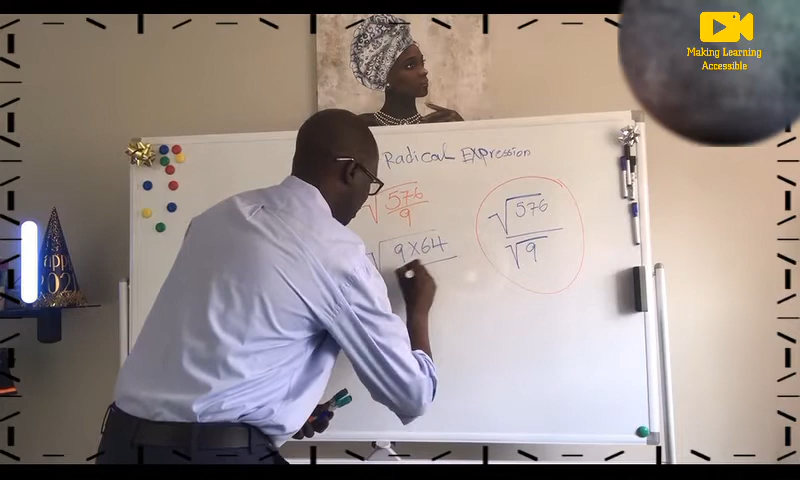 Making Learning
Accessible
Radical Expression
√576/9
√576
√9
√9×64